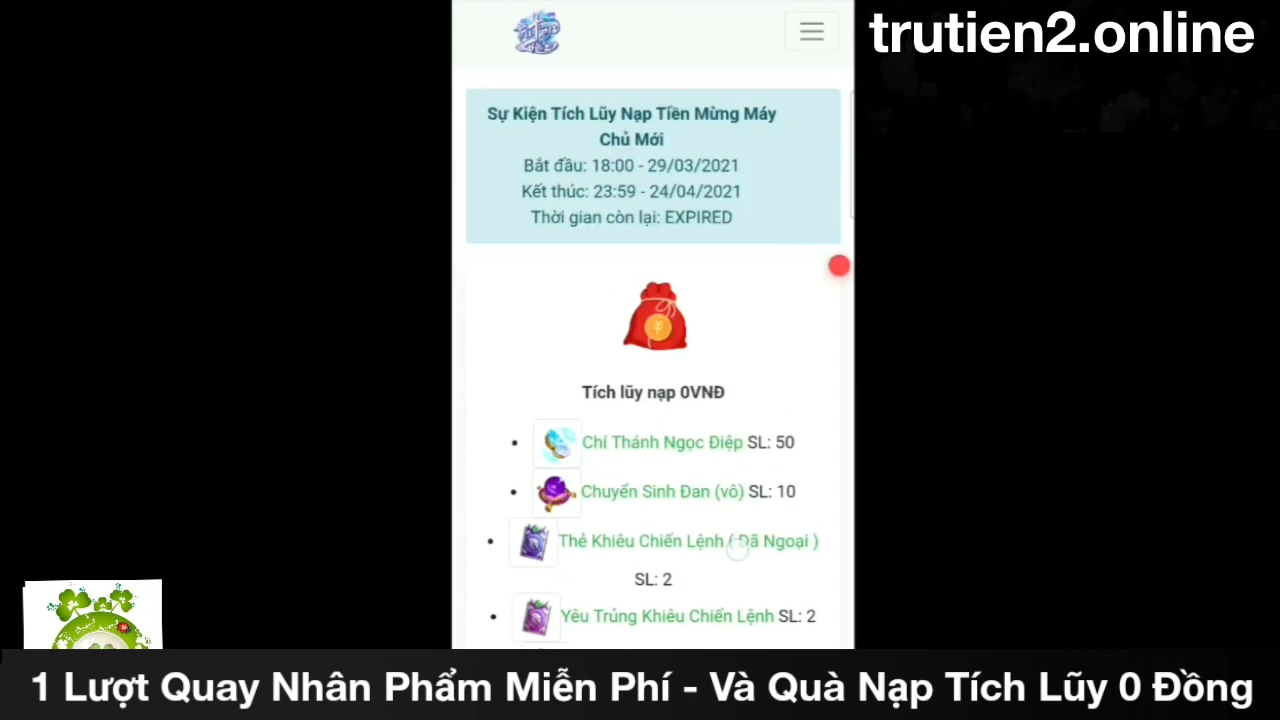 trutien2.online
Sự Kiện Tích Lũy Nạp Tiền Mừng Máy
Chủ Mới
Bắt đầu: 18:00 - 29/03/2021
Kết thúc: 23:59 - 24/04/2021
Thời gian còn lại: EXPIRED
Tích lũy nạp 0VNĐ
Chí Thánh Ngọc Điệp SL: 50
Chuyển Sinh Đan (vô) SL: 10
Thẻ Khiêu Chiến Lệnh ( Dã Ngoại )
SL: 2
Yêu Trủng Khiêu Chiến Lệnh SL: 2
1 Lượt Quay Nhân Phẩm Miễn Phí - Và Quà Nạp Tích Lũy 0 Đồng